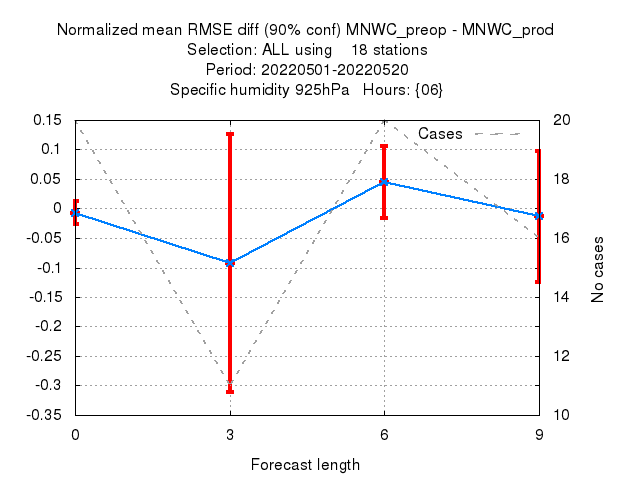 Normalized mean RMSE diff (90% conf) MNWC_preop - MNWC_prod
Selection: ALL using    18 stations
Period: 20220501-20220520
Specific humidity 925hPa   Hours: {06}
Cases
0.15
0.1
0.05
0
-0.05
-0.1
-0.15
-0.2
-0.25
-0.3
-0.35
20
18
16
14
12
10
No cases
0 3 6 9
Forecast length